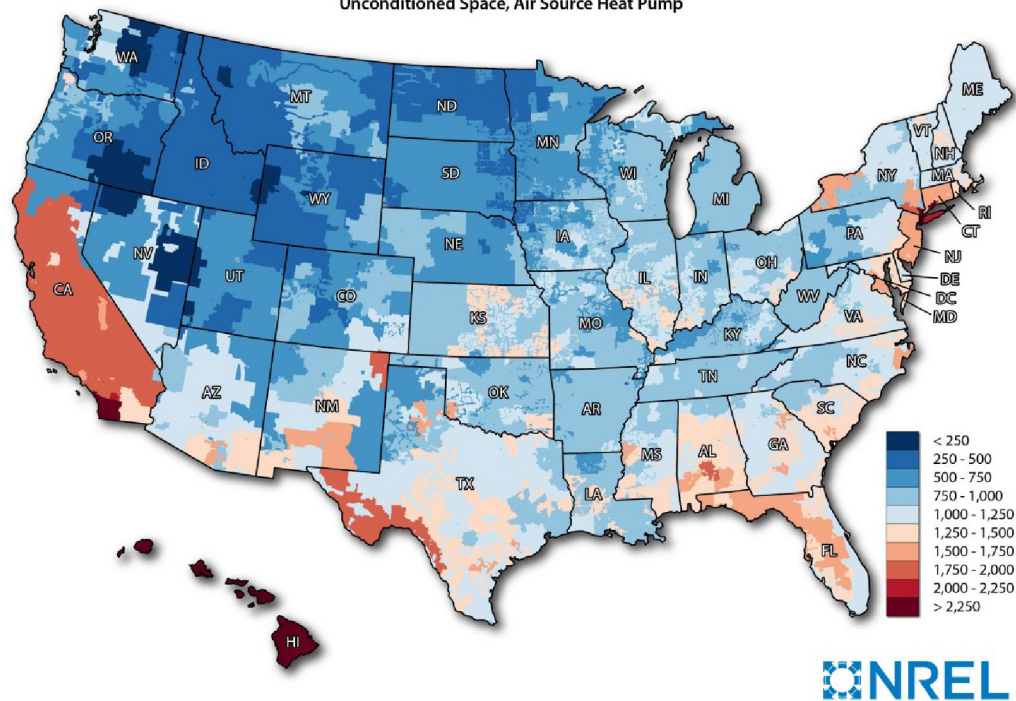 Unconditioned Space, Air Source Heat Pump
WA
MT
ND
MN
ME
VT
NH
OR
ID
SD
WI
MI
NY
MA
RI
CT
WY
NE
IA
PA
NJ
NV
UT
CO
IL
IN
OH
DE
DC
MD
CA
KS
MO
WV
VA
KY
AZ
NM
OK
AR
TN
NC
SC
TX
LA
MS
AL
GA
FL
HI
< 250
250 - 500
500 - 750
750 - 1,000
1,000 - 1,250
1,250 - 1,500
1,500 - 1,750
1,750 - 2,000
2,000 - 2,250
> 2,250
NREL